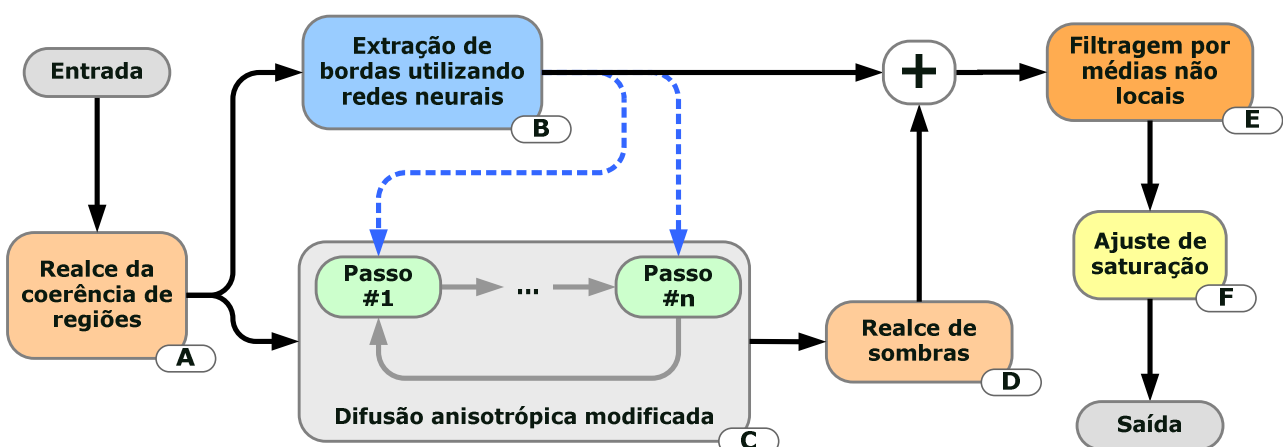 Entrada
Realce da
coerência de
regiões
A
Extração de
bordas utilizando
redes neurais
B
Passo
#1
...
Passo
#n
Difusão anisotrópica modificada
C
Realce de
sombras
D
+
Filtragem por
médias não
locais
E
Ajuste de
saturação
F
Saída